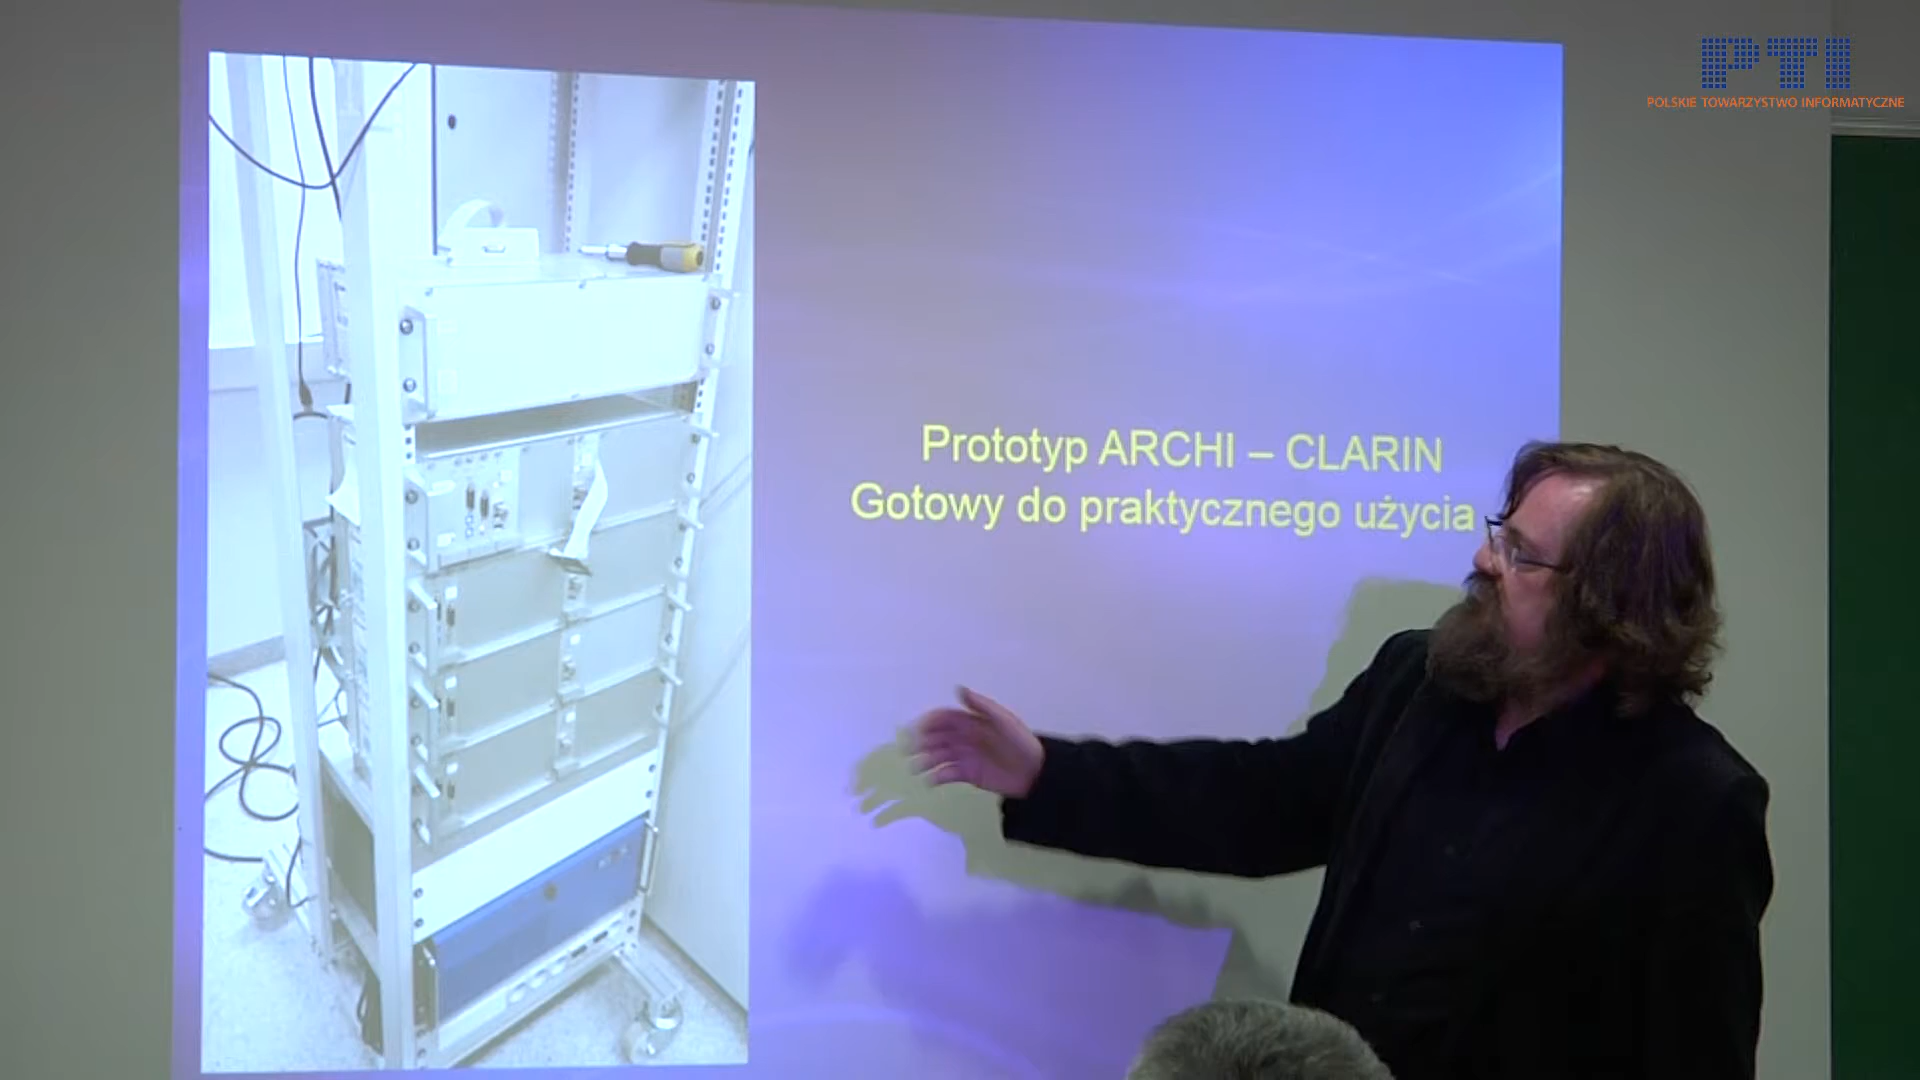 PTI
POLSKIE TOWARZYSTWO INFORMATYCZNE
Prototyp ARCHI – CLARIN
Gotowy do praktycznego użycia